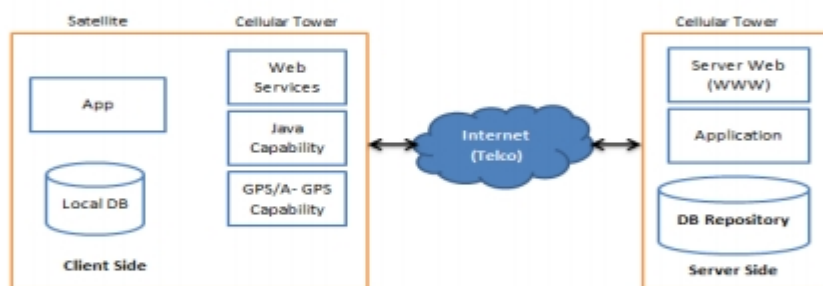 Satellite
Cellular Tower
App
Local DB
Web
Services
Java
Capability
GPS/A- GPS
Capability
Client Side
Internet
(Telco)
Cellular Tower
Server Web
(WWW)
Application
DB Repository
Server Side